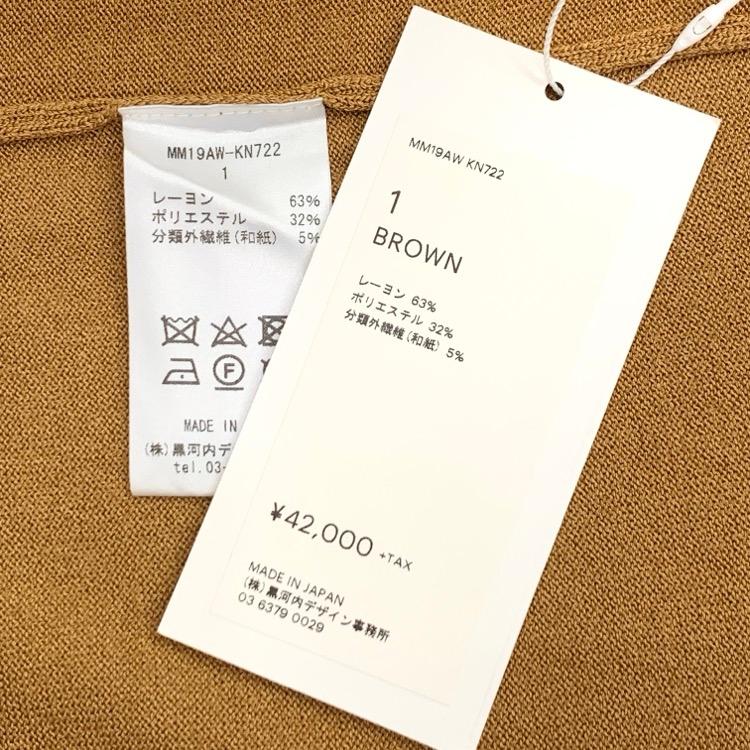 MM19AW-KN722
1
レーヨン 63%
ポリエステル 32%
分類外繊維(和紙) 5%
F
MADE IN
(株)黒河内デザ
tel.03-
MM19AW KN722
1
BROWN
レーヨン 63%
ポリエステル 32%
分類外繊維(和紙) 5%
¥42,000 +TAX
MADE IN JAPAN
(株)黒河内デザイン事務所
03 6379 0029